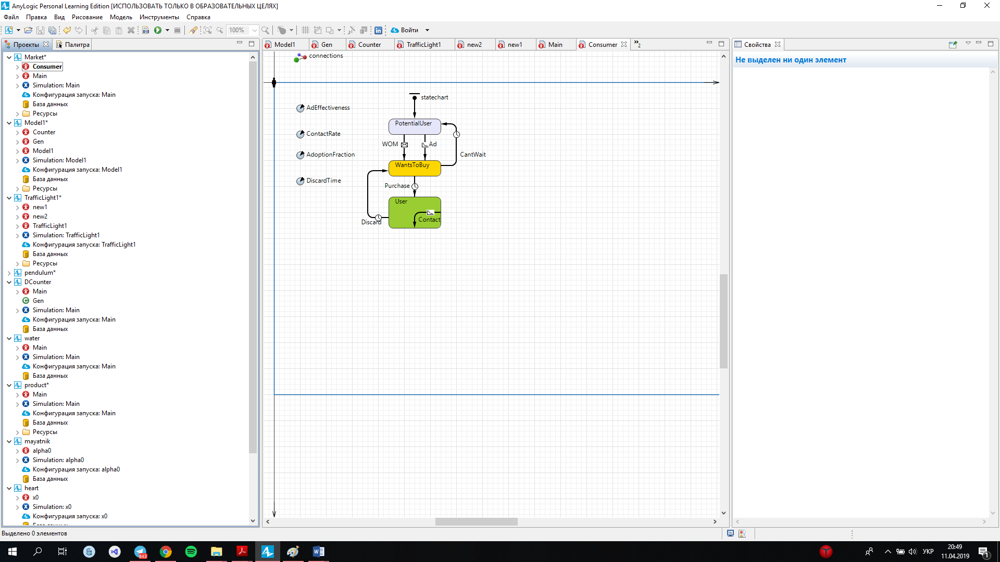 AnyLogic Personal Learning Edition [ИСПОЛЬЗОВАТЬ ТОЛЬКО В ОБРАЗОВАТЕЛЬНЫХ ЦЕЛЯХ]
Файл Правка Вид Рисование Модель Инструменты Справка
100% Войти
Проекты Палитра
Model1 Gen Counter TrafficLight1 new2 new1 Main Consumer »2
Свойства
Не выделен ни один элемент
Market*
Consumer
Main
Simulation: Main
Конфигурация запуска: Main
База данных
Ресурсы
Model1*
Counter
Gen
Model1
Simulation: Model1
Конфигурация запуска: Model1
База данных
Ресурсы
TrafficLight1*
new1
new2
TrafficLight1
Simulation: TrafficLight1
Конфигурация запуска: TrafficLight1
База данных
Ресурсы
pendulum*
DCounter
Main
Gen
Simulation: Main
Конфигурация запуска: Main
База данных
water
Main
Simulation: Main
Конфигурация запуска: Main
База данных
product*
Main
Simulation: Main
Конфигурация запуска: Main
База данных
Ресурсы
mayatnik
alpha0
Simulation: alpha0
Конфигурация запуска: alpha0
База данных
heart
x0
Simulation: x0
Конфигурация запуска: x0
connections
statechart
AdEffectiveness
PotentialUser
ContactRate
WOM Ad
AdoptionFraction
CantWait
WantsToBuy
DiscardTime
Purchase
User
Contact
Discard
Выделено 0 элементов
843
УКР
20:49
11.04.2019
1